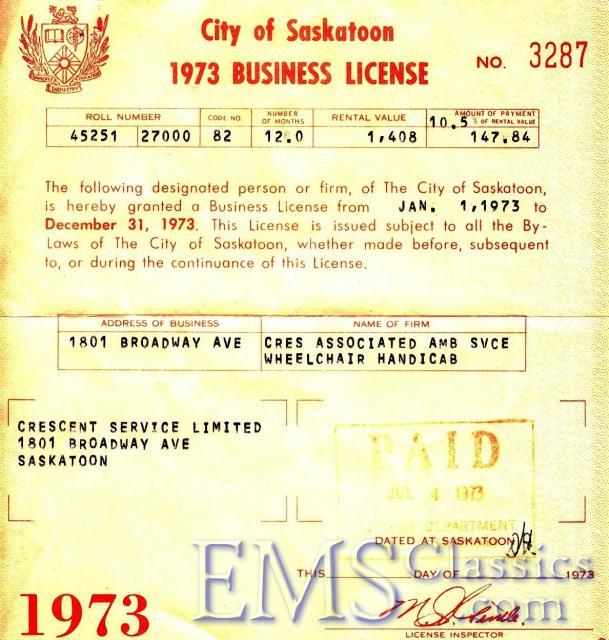 City of Saskatoon
1973 BUSINESS LICENSE
NO. 3287
INDUSTRY
ROLL NUMBER CODE NO. NUMBER OF MONTHS RENTAL VALUE AMOUNT OF PAYMENT
10.5 % OF RENTAL VALUE
45251 27000 82 12.0 1,408 147.84
The following designated person or firm, of The City of Saskatoon,
is hereby granted a Business License from JAN. 1,1973 to
December 31, 1973. This License is issued subject to all the By-
Laws of The City of Saskatoon, whether made before, subsequent
to, or during the continuance of this License.
ADDRESS OF BUSINESS NAME OF FIRM
1801 BROADWAY AVE CRES ASSOCIATED AMB SVCE
WHEELCHAIR HANDICAB
CRESCENT SERVICE LIMITED
1801 BROADWAY AVE
SASKATOON
PAID
JUL 4 1973
DEPARTMENT
DATED AT SASKATOON
EMSClassics
.com
THIS DAY OF 1973
1973
LICENSE INSPECTOR